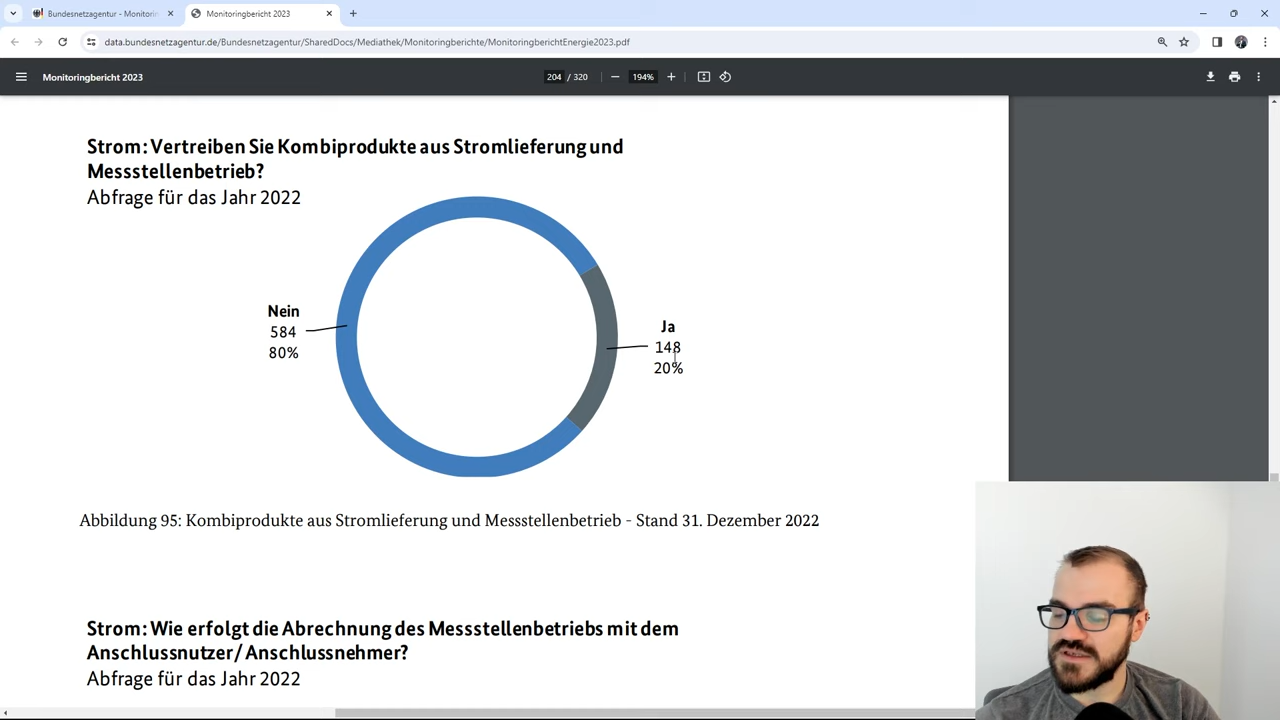 Bundesnetzagentur - Monitorin
Monitoringbericht 2023
data.bundesnetzagentur.de/Bundesnetzagentur/SharedDocs/Mediathek/Monitoringberichte/MonitoringberichtEnergie2023.pdf
Monitoringbericht 2023
204 / 320
194%
Strom: Vertreiben Sie Kombiprodukte aus Stromlieferung und
Messstellenbetrieb?
Abfrage für das Jahr 2022
Nein
584
80%
Ja
148
20%
Abbildung 95: Kombiprodukte aus Stromlieferung und Messstellenbetrieb - Stand 31. Dezember 2022
Strom: Wie erfolgt die Abrechnung des Messstellenbetriebs mit dem
Anschlussnutzer/ Anschlussnehmer?
Abfrage für das Jahr 2022